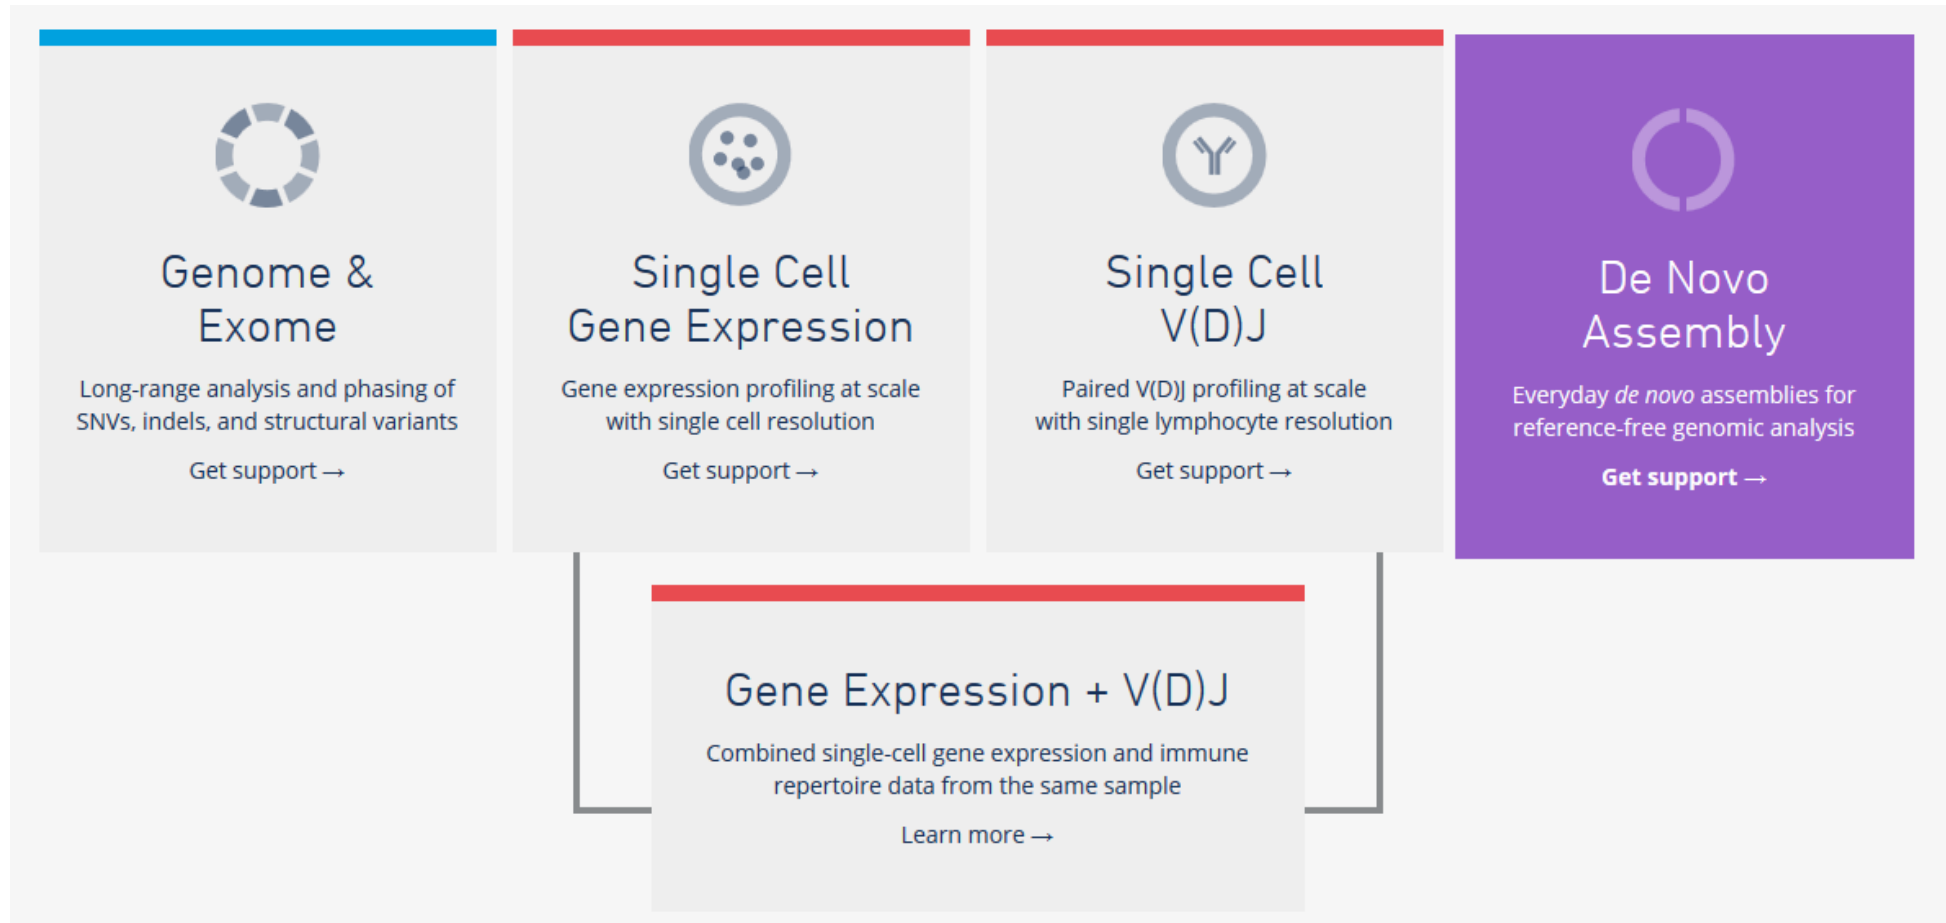 Genome &
Exome
Long-range analysis and phasing of
SNVs, indels, and structural variants
Get support →
Single Cell
Gene Expression
Gene expression profiling at scale
with single cell resolution
Get support →
Single Cell
V(D)J
Paired V(D)J profiling at scale
with single lymphocyte resolution
Get support →
De Novo
Assembly
Everyday de novo assemblies for
reference-free genomic analysis
Get support →
Gene Expression + V(D)J
Combined single-cell gene expression and immune
repertoire data from the same sample
Learn more →